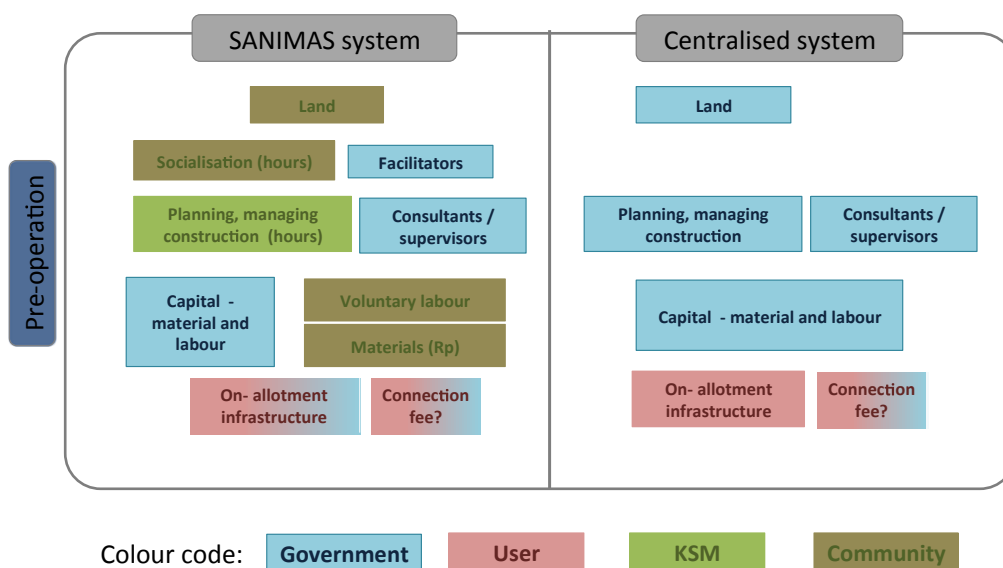 SANIMAS system
Centralised system
Pre-operation
Land
Socialisation (hours)
Facilitators
Planning, managing
construction (hours)
Consultants /
supervisors
Capital -
material and
labour
Voluntary labour
Materials (Rp)
On- allotment
infrastructure
Connection
fee?
Land
Planning, managing
construction
Consultants /
supervisors
Capital - material and labour
On- allotment
infrastructure
Connection
fee?
Colour code: Government User KSM Community